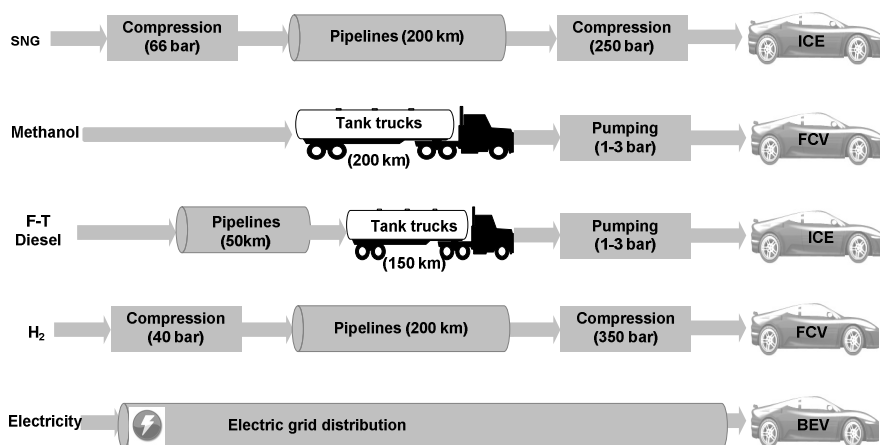 SNG
Compression
(66 bar)
Pipelines (200 km)
Compression
(250 bar)
ICE
Methanol
Tank trucks
(200 km)
Pumping
(1-3 bar)
FCV
F-T
Diesel
Pipelines
(50km)
Tank trucks
(150 km)
Pumping
(1-3 bar)
ICE
H₂
Compression
(40 bar)
Pipelines (200 km)
Compression
(350 bar)
FCV
Electricity
Electric grid distribution
BEV